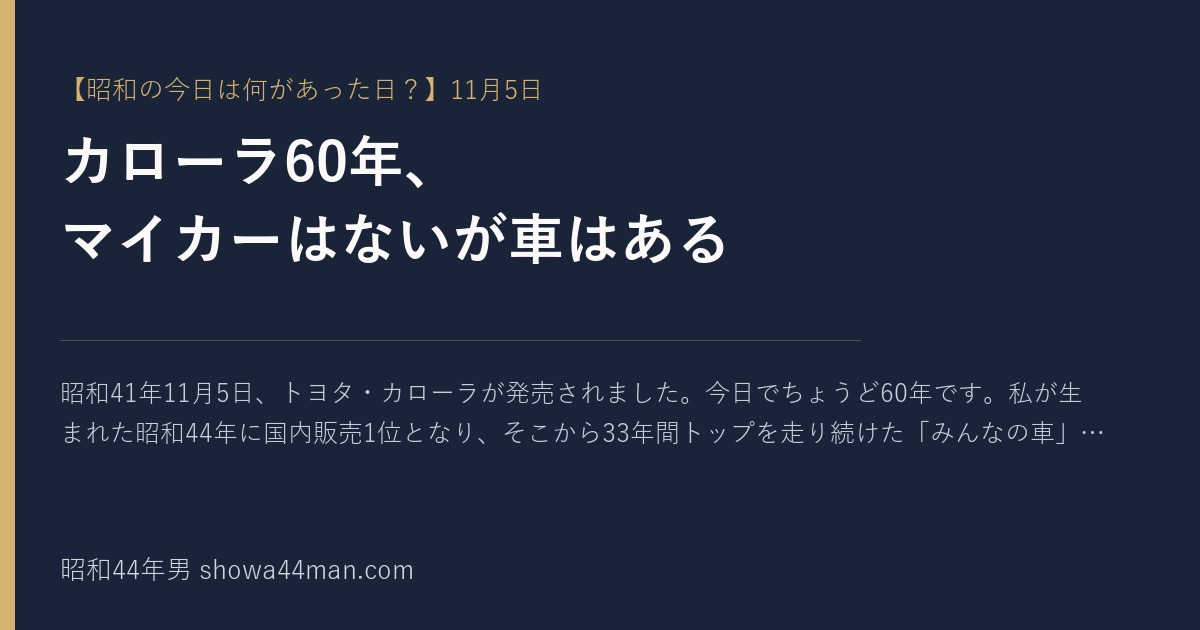 【昭和の今日は何があった日？】11月5日
カローラ60年、
マイカーはないが車はある
昭和41年11月5日、トヨタ・カローラが発売されました。今日でちょうど60年です。私が生
まれた昭和44年に国内販売1位となり、そこから33年間トップを走り続けた「みんなの車」…
昭和44年男 showa44man.com